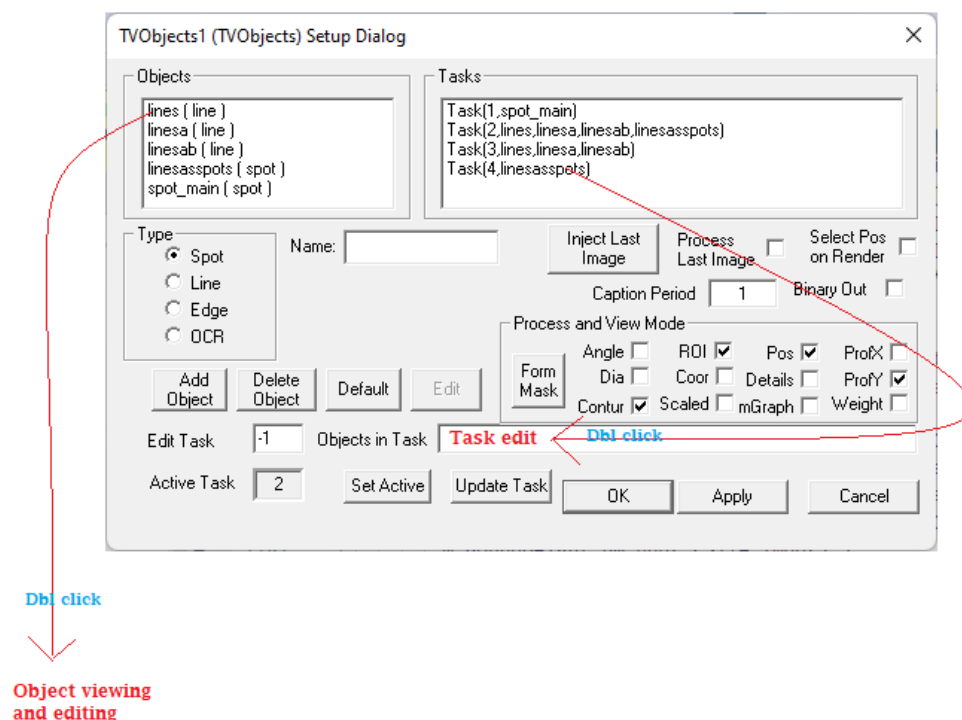 TVObjects1 (TVObjects) Setup Dialog
Objects
lines ( line )
linesa ( line )
linesab ( line )
linesasspots ( spot )
spot_main ( spot )
Tasks
Task(1,spot_main)
Task(2,lines,linesa,linesab,linesasspots)
Task(3,lines,linesa,linesab)
Task(4,linesasspots)
Type
Spot
Line
Edge
OCR
Name:
Inject Last
Image
Process
Last Image
Select Pos
on Render
Caption Period 1 Binary Out
Process and View Mode
Form
Mask
Angle ROI Pos ProfX
Dia Coor Details ProfY
Contur Scaled mGraph Weight
Add
Object
Delete
Object
Default
Edit
Edit Task -1 Objects in Task Task edit Dbl click
Active Task 2 Set Active Update Task OK Apply Cancel
Dbl click
Object viewing
and editing